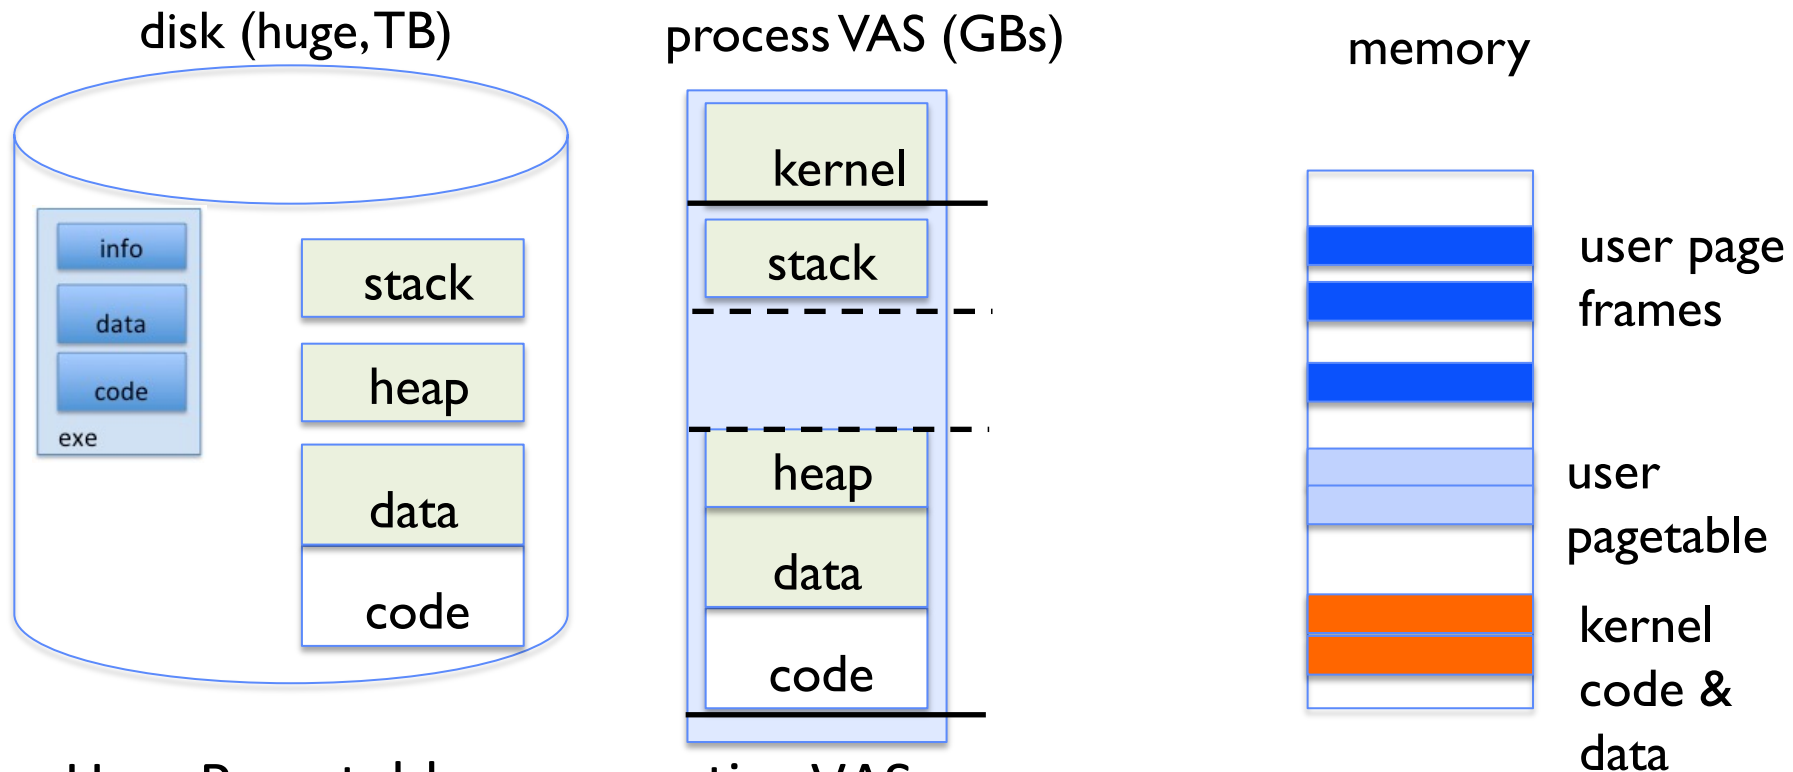 disk (huge, TB)
process VAS (GBs)
memory
info
data
code
exe
stack
heap
data
code
kernel
stack
heap
data
code
user page
frames
user
pagetable
kernel
code &
data
VAS